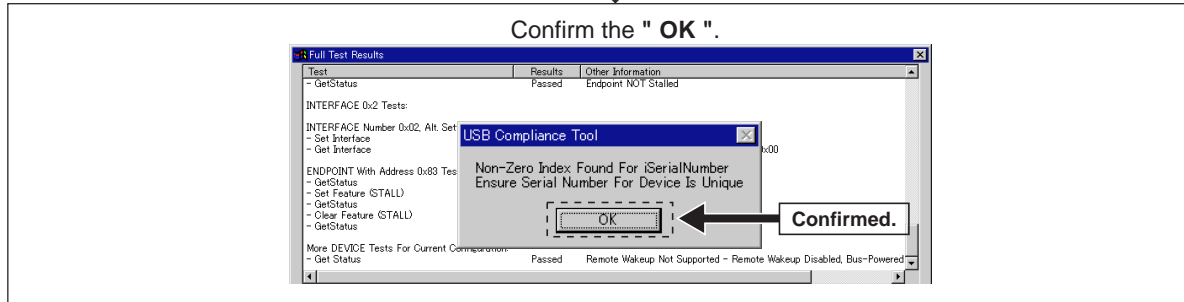 Confirm the " OK ".
Full Test Results
Test Results Other Information
- GetStatus Passed Endpoint NOT Stalled
INTERFACE 0x2 Tests:
INTERFACE Number 0x02, Alt. Set
- Set Interface
- Get Interface 0x00
ENDPOINT With Address 0x83 Tes
- GetStatus
- Set Feature (STALL)
- GetStatus
- Clear Feature (STALL)
- GetStatus
USB Compliance Tool
Non-Zero Index Found For iSerialNumber
Ensure Serial Number For Device Is Unique
OK
Confirmed.
More DEVICE Tests For Current Configuration:
- Get Status Passed Remote Wakeup Not Supported - Remote Wakeup Disabled, Bus-Powered